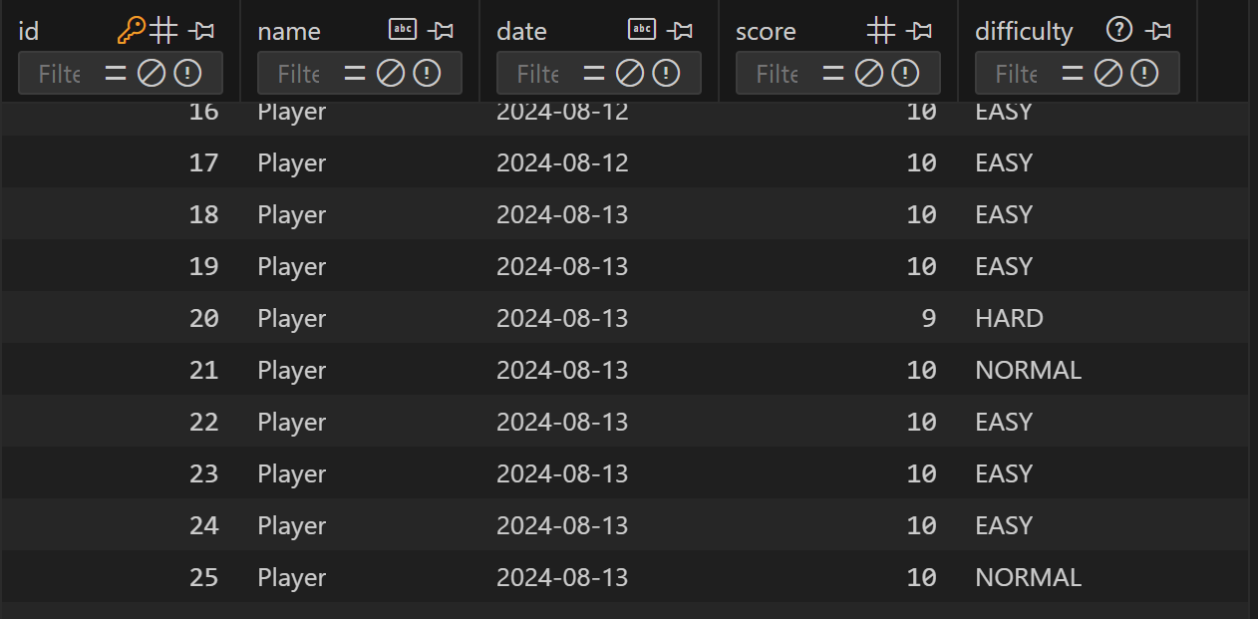 id name abc date abc score difficulty ?
Filte Filte Filte Filte Filte
16 Player 2024-08-12 10 EASY
17 Player 2024-08-12 10 EASY
18 Player 2024-08-13 10 EASY
19 Player 2024-08-13 10 EASY
20 Player 2024-08-13 9 HARD
21 Player 2024-08-13 10 NORMAL
22 Player 2024-08-13 10 EASY
23 Player 2024-08-13 10 EASY
24 Player 2024-08-13 10 EASY
25 Player 2024-08-13 10 NORMAL